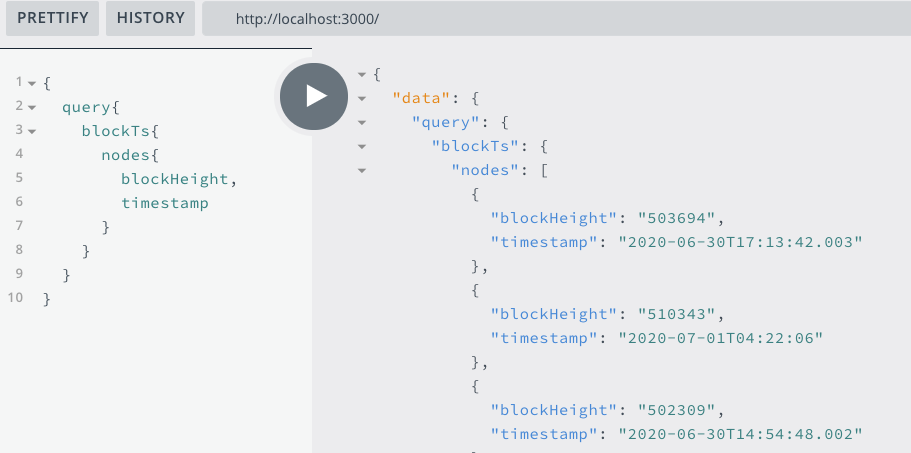 PRETTIFY HISTORY http://localhost:3000/
1 {
2 query{
3 blockTs{
4 nodes{
5 blockHeight,
6 timestamp
7 }
8 }
9 }
10 }
{
"data": {
"query": {
"blockTs": {
"nodes": [
{
"blockHeight": "503694",
"timestamp": "2020-06-30T17:13:42.003"
},
{
"blockHeight": "510343",
"timestamp": "2020-07-01T04:22:06"
},
{
"blockHeight": "502309",
"timestamp": "2020-06-30T14:54:48.002"